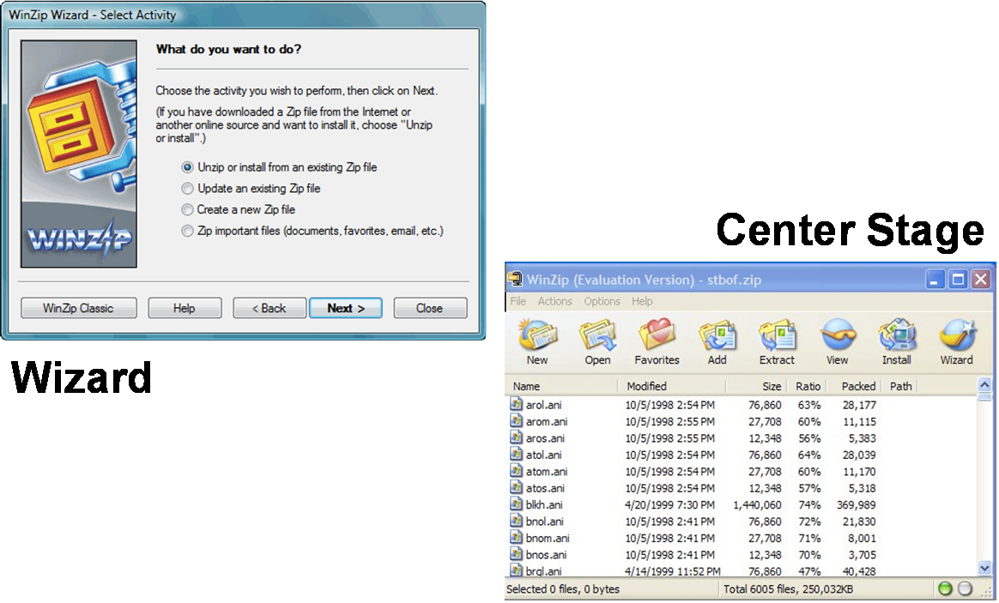 WinZip Wizard - Select Activity
What do you want to do?
Choose the activity you wish to perform, then click on Next.
(If you have downloaded a Zip file from the Internet or
another online source and want to install it, choose "Unzip
or install".)
Unzip or install from an existing Zip file
Update an existing Zip file
Create a new Zip file
Zip important files (documents, favorites, email, etc.)
WINZIP
WinZip Classic Help < Back Next > Close
Wizard
Center Stage
WinZip (Evaluation Version) - stbof.zip
File Actions Options Help
New Open Favorites Add Extract View Install Wizard
Name Modified Size Ratio Packed Path
arol.ani 10/5/1998 2:54 PM 76,860 63% 28,177
arom.ani 10/5/1998 2:55 PM 27,708 60% 11,115
aros.ani 10/5/1998 2:55 PM 12,348 56% 5,383
atol.ani 10/5/1998 2:54 PM 76,860 64% 28,039
atom.ani 10/5/1998 2:54 PM 27,708 60% 11,170
atos.ani 10/5/1998 2:54 PM 12,348 57% 5,318
blkh.ani 4/20/1999 7:30 PM 1,440,060 74% 369,989
bnol.ani 10/5/1998 2:41 PM 76,860 72% 21,830
bnom.ani 10/5/1998 2:41 PM 27,708 71% 8,001
bnos.ani 10/5/1998 2:41 PM 12,348 70% 3,705
brgl.ani 4/14/1999 11:52 PM 76,860 47% 40,428
Selected 0 files, 0 bytes Total 6005 files, 250,032KB